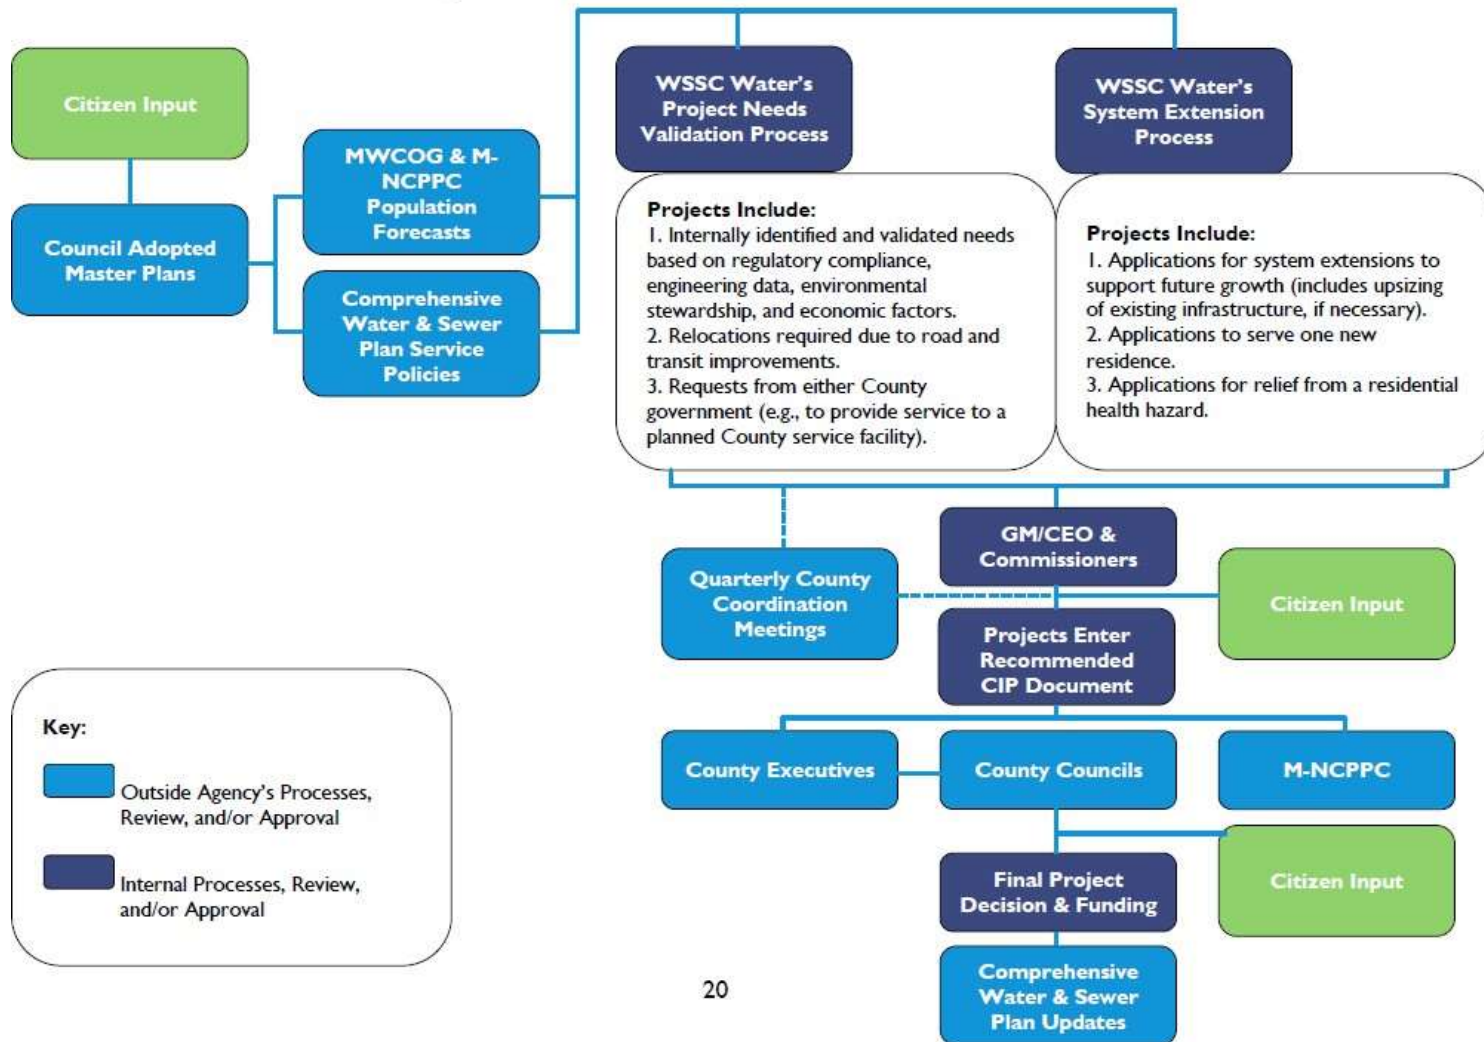 Citizen Input
Council Adopted
Master Plans
MWCOG & M-
NCPPC
Population
Forecasts
Comprehensive
Water & Sewer
Plan Service
Policies
WSSC Water's
Project Needs
Validation Process
Projects Include:
1. Internally identified and validated needs
based on regulatory compliance,
engineering data, environmental
stewardship, and economic factors.
2. Relocations required due to road and
transit improvements.
3. Requests from either County
government (e.g., to provide service to a
planned County service facility).
WSSC Water's
System Extension
Process
Projects Include:
1. Applications for system extensions to
support future growth (includes upsizing
of existing infrastructure, if necessary).
2. Applications to serve one new
residence.
3. Applications for relief from a residential
health hazard.
GM/CEO &
Commissioners
Quarterly County
Coordination
Meetings
Citizen Input
Projects Enter
Recommended
CIP Document
County Executives
County Councils
M-NCPPC
Citizen Input
Final Project
Decision & Funding
Comprehensive
Water & Sewer
Plan Updates
Key:
Outside Agency's Processes,
Review, and/or Approval
Internal Processes, Review,
and/or Approval
20